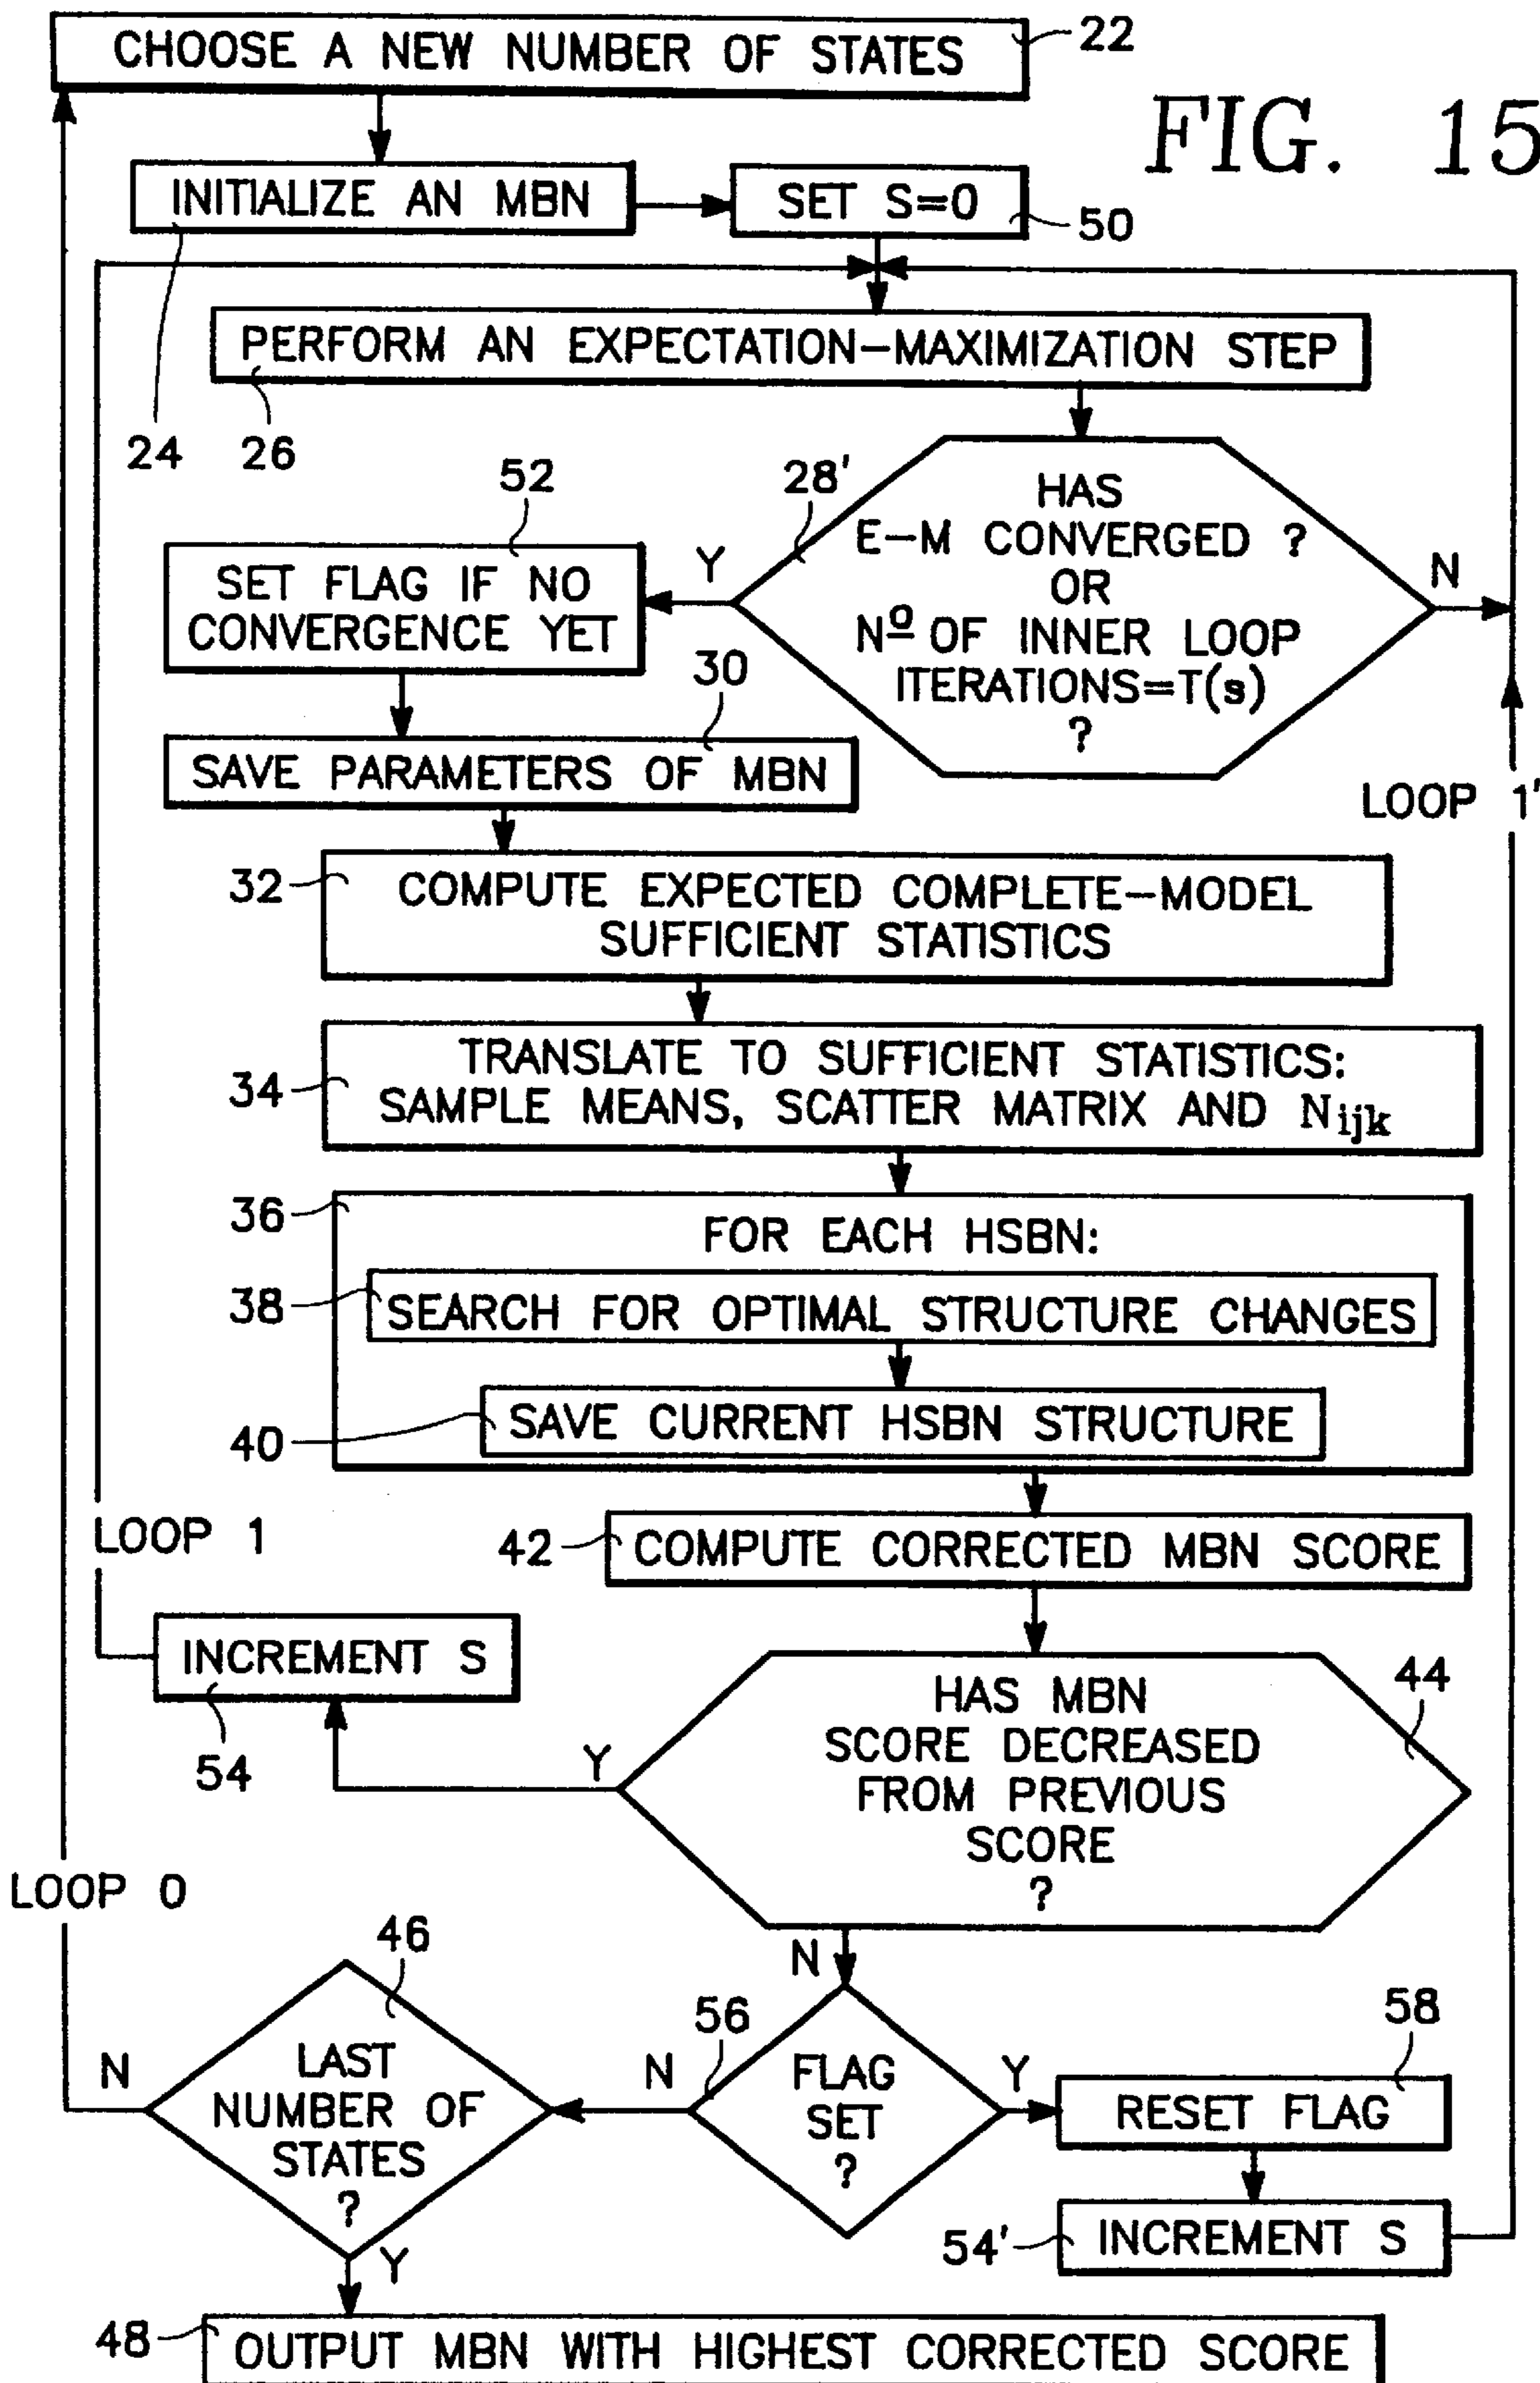 CHOOSE A NEW NUMBER OF STATES
22
FIG. 15
INITIALIZE AN MBN
SET S=0
50
PERFORM AN EXPECTATION-MAXIMIZATION STEP
24
26
52
28'
HAS
E-M CONVERGED ?
OR
Nº OF INNER LOOP
ITERATIONS=T(s)
?
Y
N
SET FLAG IF NO
CONVERGENCE YET
30
SAVE PARAMETERS OF MBN
LOOP 1'
32
COMPUTE EXPECTED COMPLETE-MODEL
SUFFICIENT STATISTICS
34
TRANSLATE TO SUFFICIENT STATISTICS:
SAMPLE MEANS, SCATTER MATRIX AND Nijk
36
FOR EACH HSBN:
38
SEARCH FOR OPTIMAL STRUCTURE CHANGES
40
SAVE CURRENT HSBN STRUCTURE
LOOP 1
42
COMPUTE CORRECTED MBN SCORE
INCREMENT S
54
44
HAS MBN
SCORE DECREASED
FROM PREVIOUS
SCORE
?
Y
N
LOOP 0
46
LAST
NUMBER OF
STATES
?
N
Y
56
FLAG
SET
?
N
Y
58
RESET FLAG
54'
INCREMENT S
48
OUTPUT MBN WITH HIGHEST CORRECTED SCORE